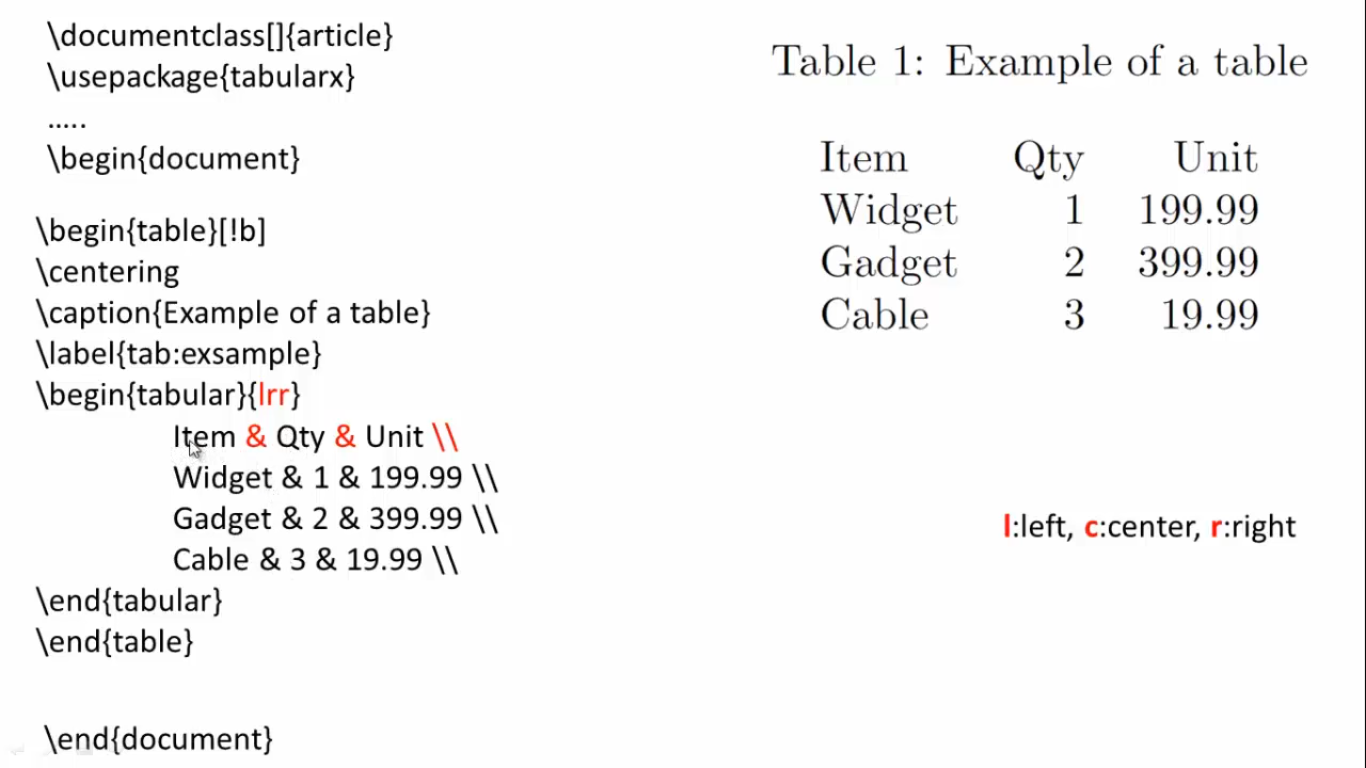 \documentclass[]{article}
\usepackage{tabularx}
.....
\begin{document}
\begin{table}[!b]
\centering
\caption{Example of a table}
\label{tab:exsample}
\begin{tabular}{lrr}
Item & Qty & Unit \\
Widget & 1 & 199.99 \\
Gadget & 2 & 399.99 \\
Cable & 3 & 19.99 \\
\end{tabular}
\end{table}
\end{document}
Table 1: Example of a table
Item Qty Unit
Widget 1 199.99
Gadget 2 399.99
Cable 3 19.99
l:left, c:center, r:right